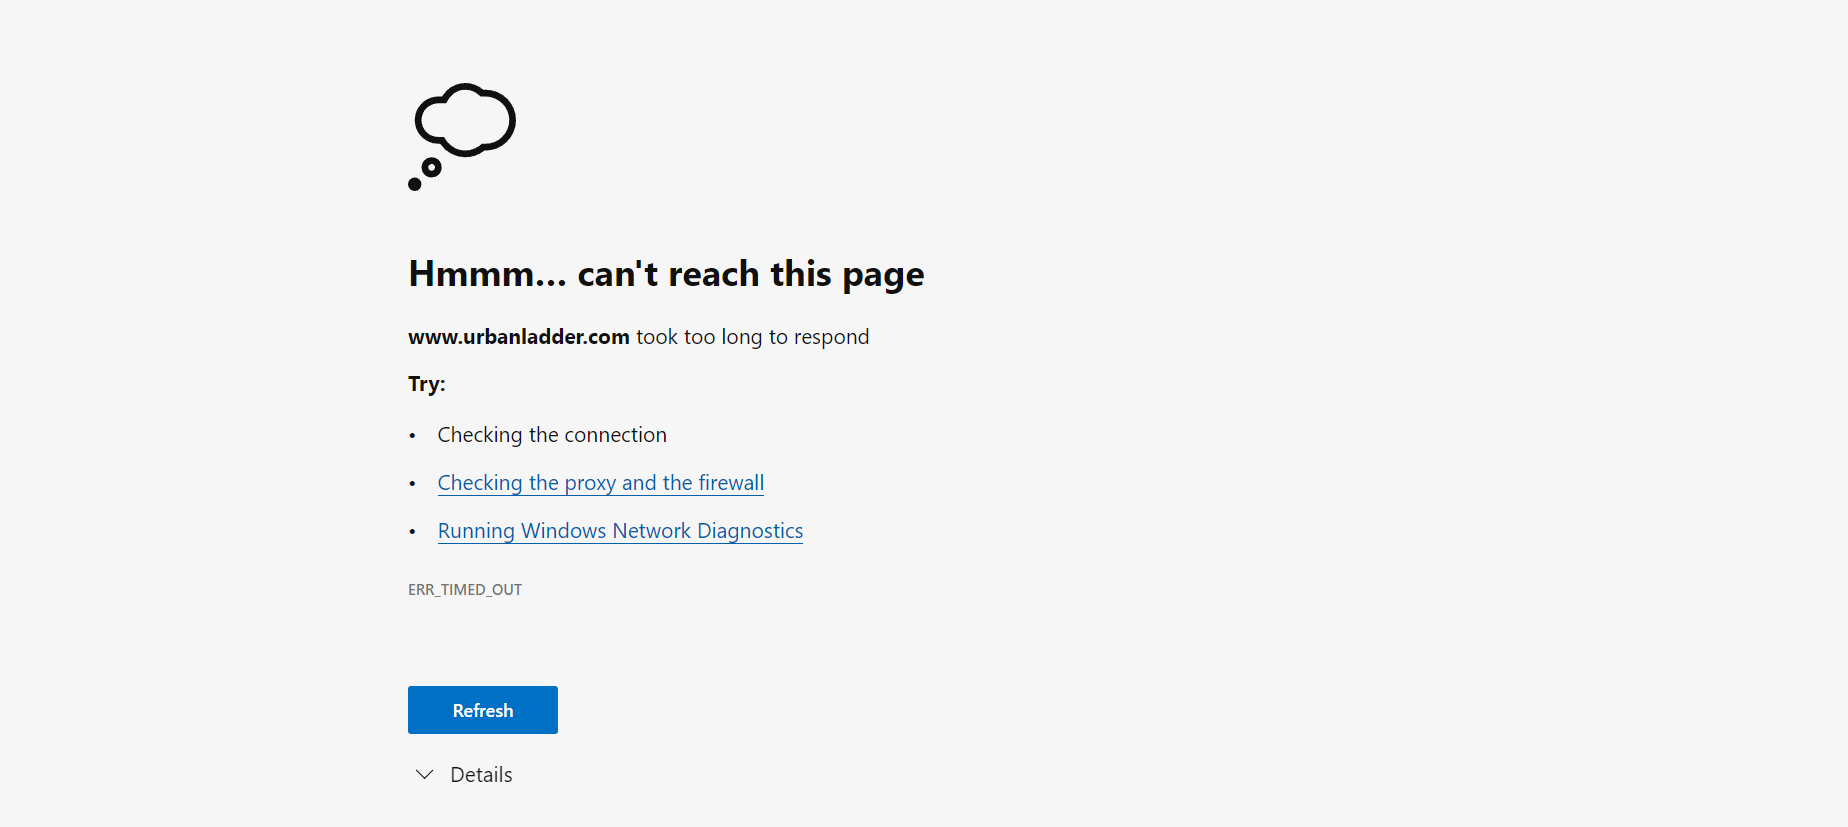 Hmmm... can't reach this page
www.urbanladder.com took too long to respond
Try:
• Checking the connection
• Checking the proxy and the firewall
• Running Windows Network Diagnostics
ERR_TIMED_OUT
Refresh
Details